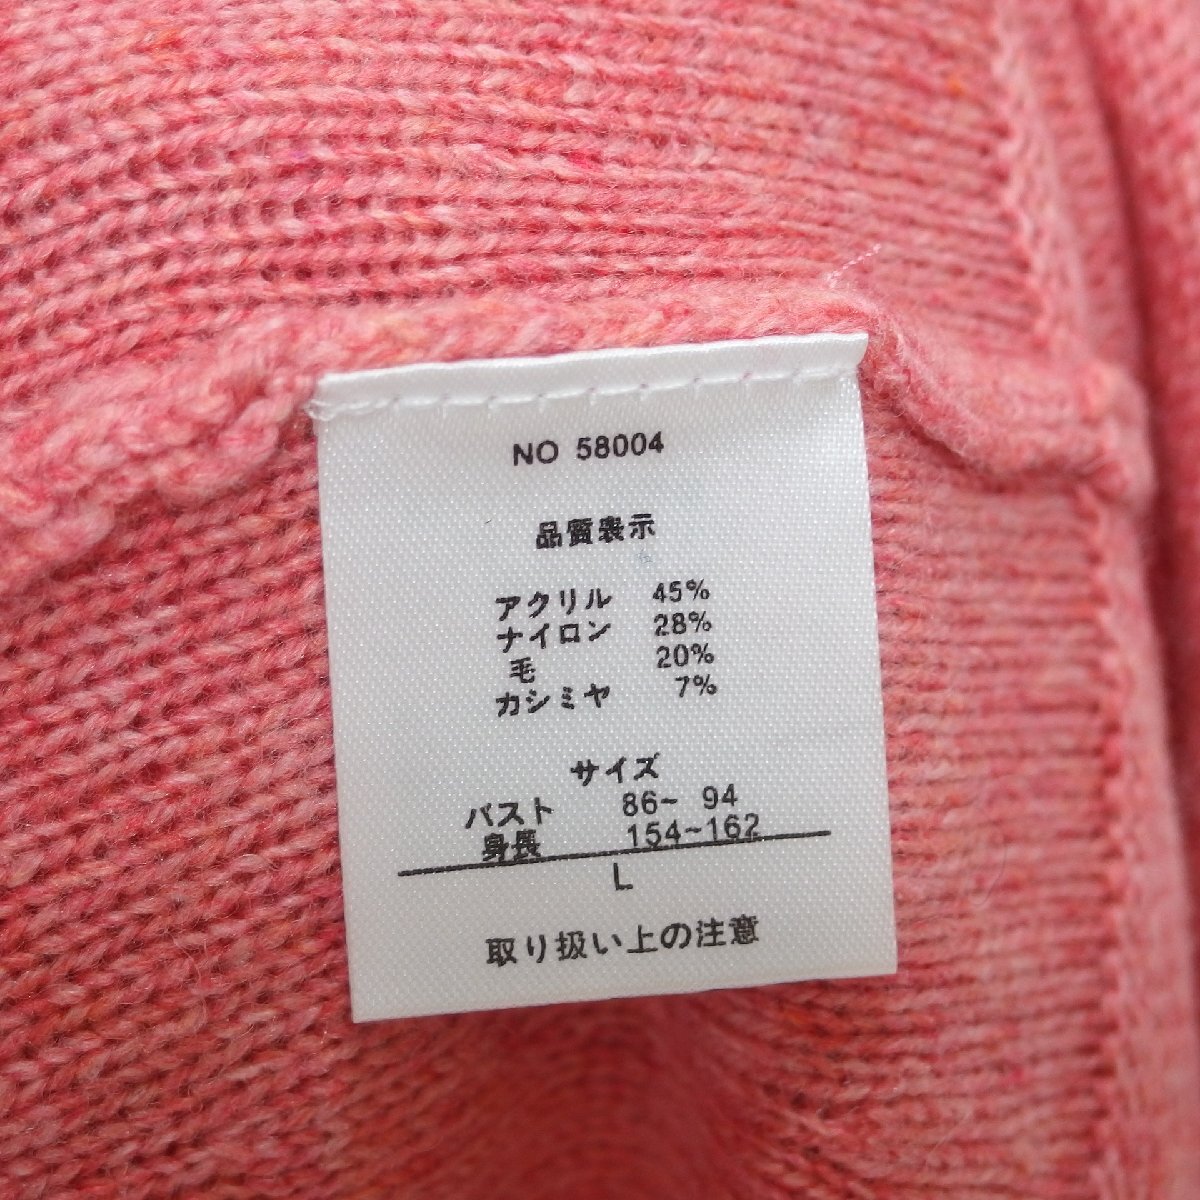 NO 58004
品質表示
アクリル 45%
ナイロン 28%
毛 20%
カシミヤ 7%
サイズ
バスト 86~ 94
身長 154~162
L
取り扱い上の注意